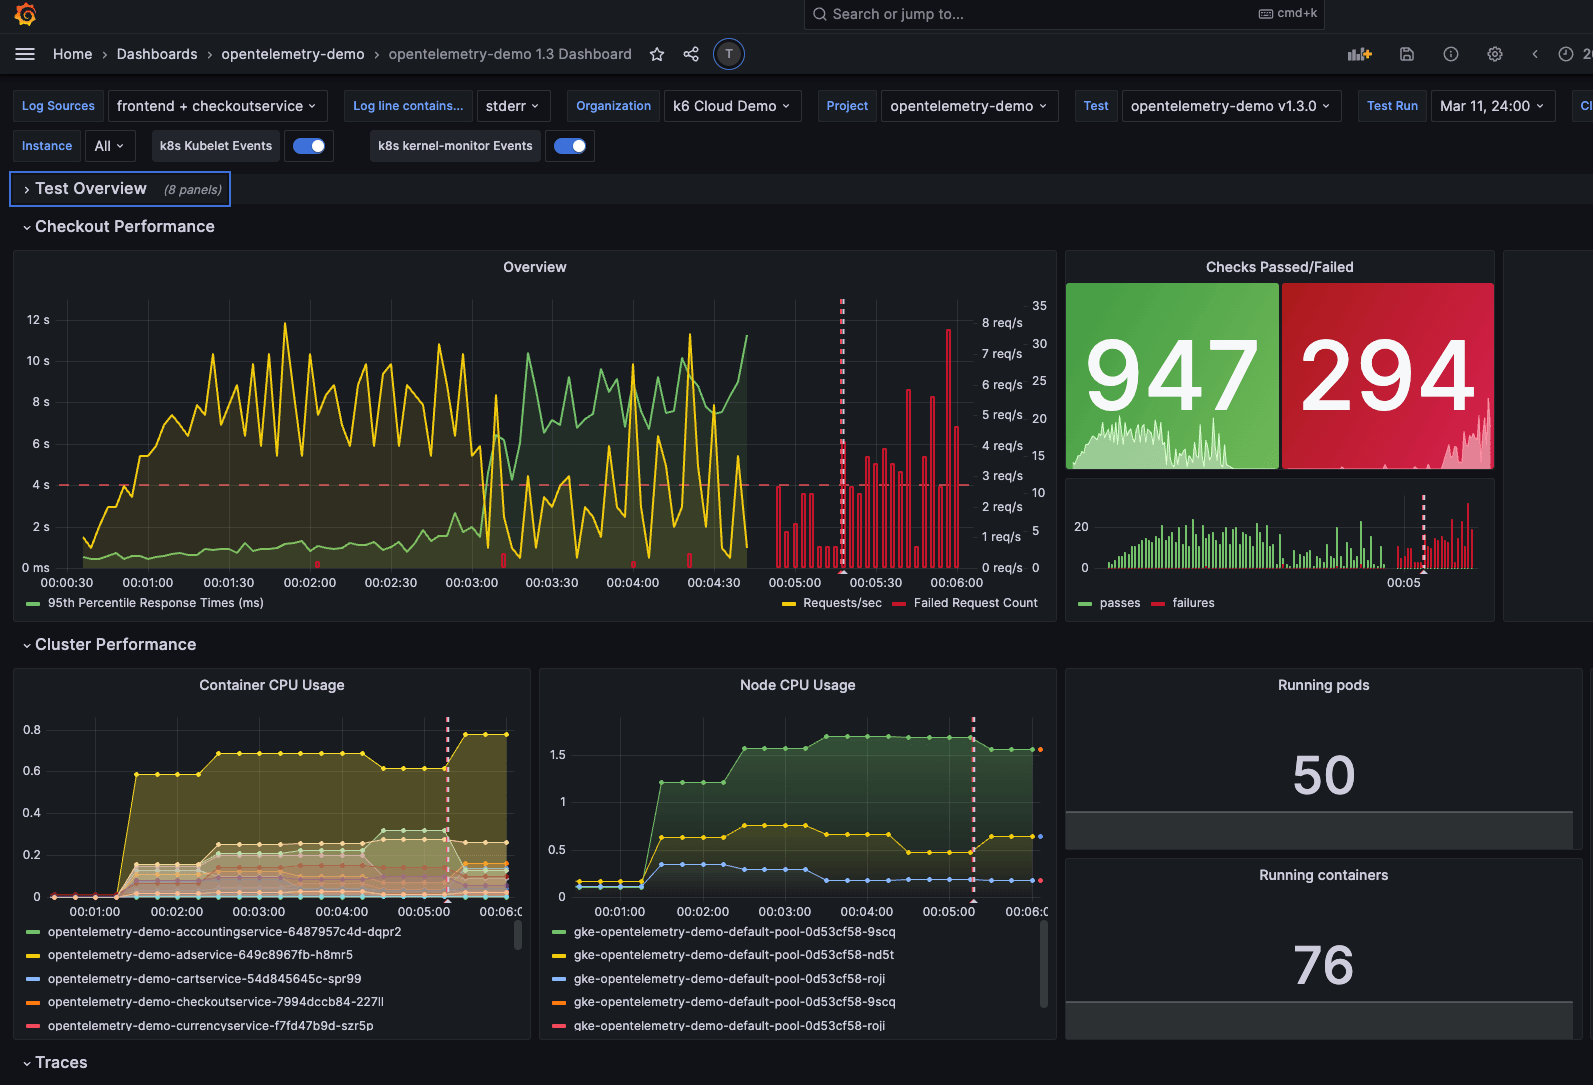 Search or jump to... cmd+k
Home › Dashboards › opentelemetry-demo › opentelemetry-demo 1.3 Dashboard T
Log Sources frontend + checkoutservice Log line contains... stderr Organization k6 Cloud Demo Project opentelemetry-demo Test opentelemetry-demo v1.3.0 Test Run Mar 11, 24:00
Instance All k8s Kubelet Events k8s kernel-monitor Events
Test Overview (8 panels)
Checkout Performance
Overview
12 s
10 s
8 s
6 s
4 s
2 s
0 ms
8 req/s
7 req/s
6 req/s
5 req/s
4 req/s
3 req/s
2 req/s
1 req/s
0 req/s
35
30
25
20
15
10
5
0
00:00:30 00:01:00 00:01:30 00:02:00 00:02:30 00:03:00 00:03:30 00:04:00 00:04:30 00:05:00 00:05:30 00:06:00
95th Percentile Response Times (ms) Requests/sec Failed Request Count
Checks Passed/Failed
947 294
20
0
00:05
passes failures
Cluster Performance
Container CPU Usage
0.8
0.6
0.4
0.2
0
00:01:00 00:02:00 00:03:00 00:04:00 00:05:00 00:06:0
opentelemetry-demo-accountingservice-6487957c4d-dqpr2
opentelemetry-demo-adservice-649c8967fb-h8mr5
opentelemetry-demo-cartservice-54d845645c-spr99
opentelemetry-demo-checkoutservice-7994dccb84-227ll
opentelemetry-demo-currencyservice-f7fd47b9d-szr5p
Node CPU Usage
1.5
1
0.5
0
00:01:00 00:02:00 00:03:00 00:04:00 00:05:00 00:06:0
gke-opentelemetry-demo-default-pool-0d53cf58-9scq
gke-opentelemetry-demo-default-pool-0d53cf58-nd5t
gke-opentelemetry-demo-default-pool-0d53cf58-roji
gke-opentelemetry-demo-default-pool-0d53cf58-9scq
gke-opentelemetry-demo-default-pool-0d53cf58-roji
Running pods
50
Running containers
76
Traces